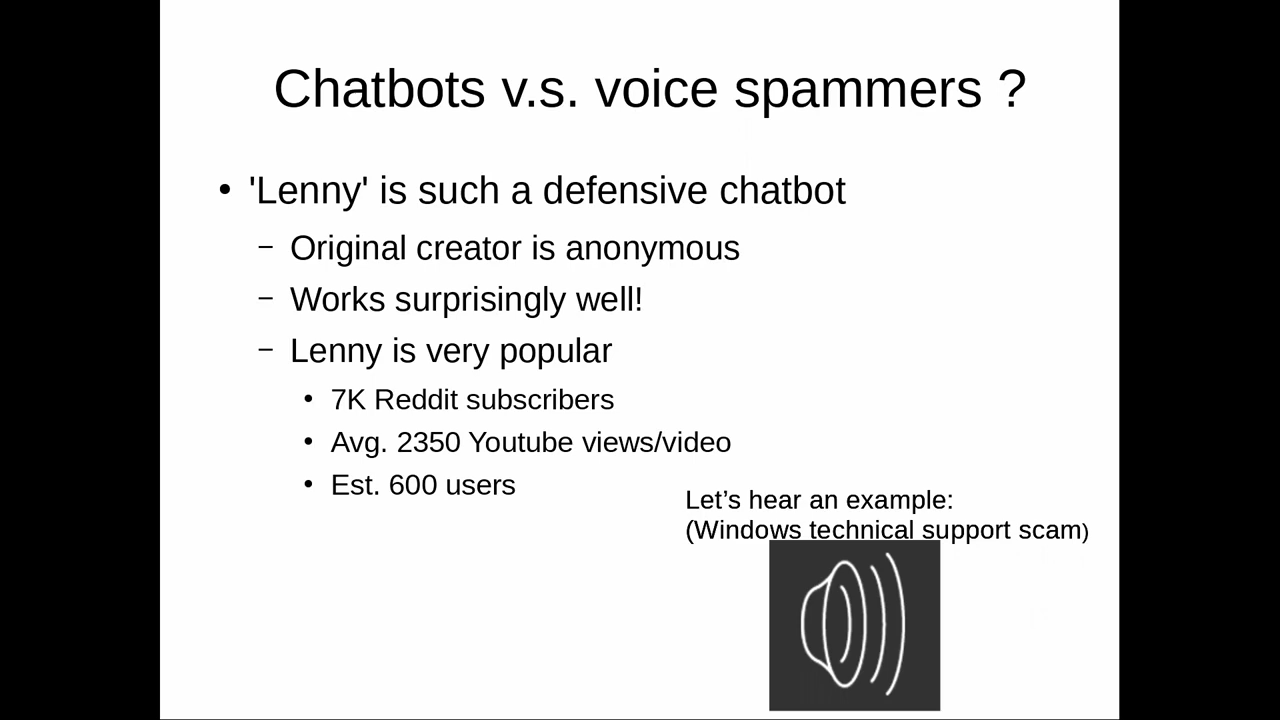 Chatbots v.s. voice spammers ?
• 'Lenny' is such a defensive chatbot
– Original creator is anonymous
– Works surprisingly well!
– Lenny is very popular
• 7K Reddit subscribers
• Avg. 2350 Youtube views/video
• Est. 600 users
Let’s hear an example:
(Windows technical support scam)